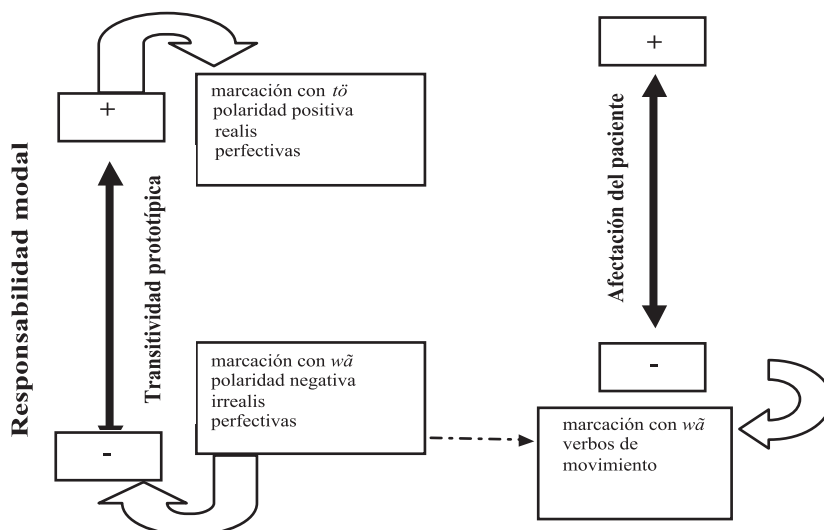 +
marcación con tö
polaridad positiva
realis
perfectivas
Responsabilidad modal
Transitividad prototípica
marcación con wã
polaridad negativa
irrealis
perfectivas
-
+
Afectación del paciente
-
marcación con wã
verbos de
movimiento